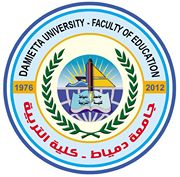 DAMIETTA UNIVERSITY - FACULTY OF EDUCATION
1976
2012
جامعة دمياط - كلية التربية